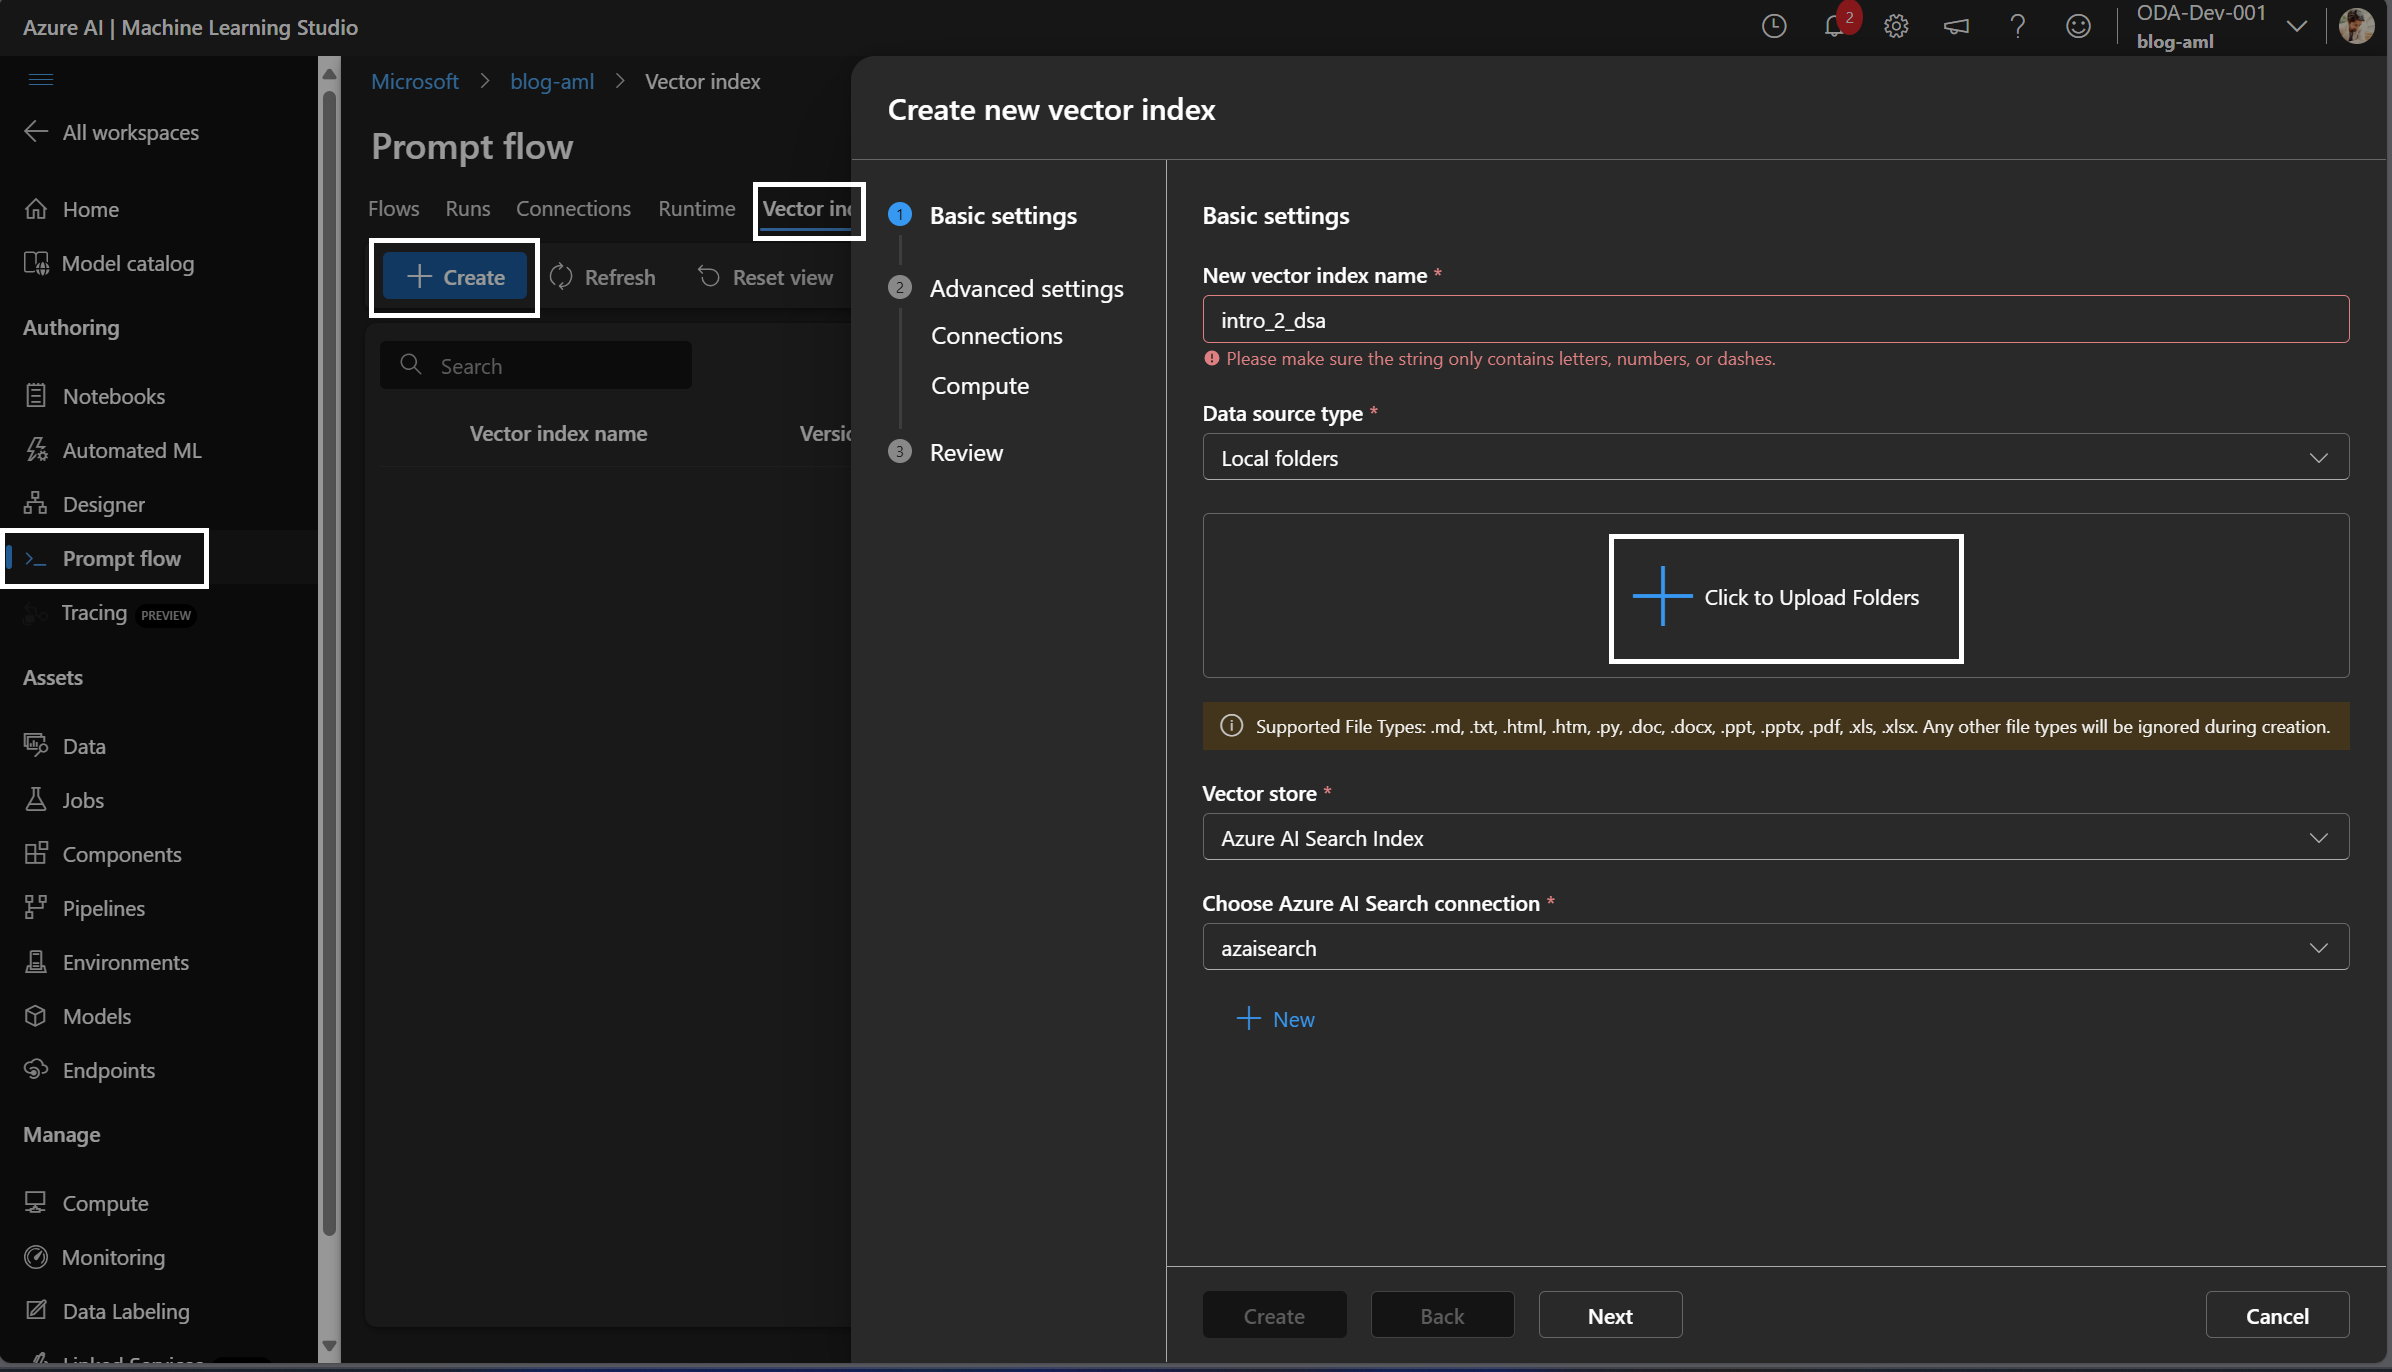 Azure AI | Machine Learning Studio
2
ODA-Dev-001
blog-aml
All workspaces
Home
Model catalog
Authoring
Notebooks
Automated ML
Designer
Prompt flow
Tracing PREVIEW
Assets
Data
Jobs
Components
Pipelines
Environments
Models
Endpoints
Manage
Compute
Monitoring
Data Labeling
Linked Services
Microsoft > blog-aml > Vector index
Prompt flow
Flows Runs Connections Runtime Vector ind
Create Refresh Reset view
Search
Vector index name Versio
Create new vector index
1 Basic settings
2 Advanced settings
Connections
Compute
3 Review
Basic settings
New vector index name *
intro_2_dsa
Please make sure the string only contains letters, numbers, or dashes.
Data source type *
Local folders
Click to Upload Folders
Supported File Types: .md, .txt, .html, .htm, .py, .doc, .docx, .ppt, .pptx, .pdf, .xls, .xlsx. Any other file types will be ignored during creation.
Vector store *
Azure AI Search Index
Choose Azure AI Search connection *
azaisearch
New
Create Back Next Cancel